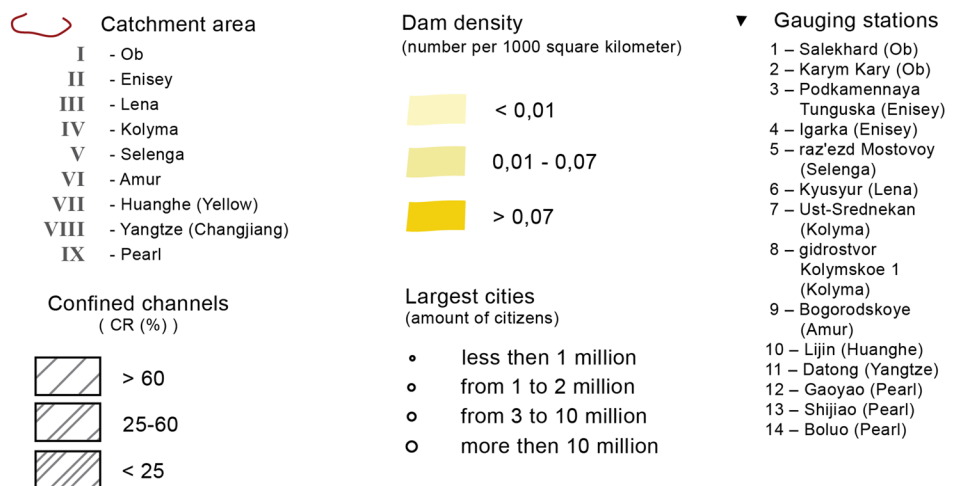 Catchment area
I - Ob
II - Enisey
III - Lena
IV - Kolyma
V - Selenga
VI - Amur
VII - Huanghe (Yellow)
VIII - Yangtze (Changjiang)
IX - Pearl
Confined channels
( CR (%) )
> 60
25-60
< 25
Dam density
(number per 1000 square kilometer)
< 0,01
0,01 - 0,07
> 0,07
Largest cities
(amount of citizens)
less then 1 million
from 1 to 2 million
from 3 to 10 million
more then 10 million
Gauging stations
1 – Salekhard (Ob)
2 – Karym Kary (Ob)
3 – Podkamennaya
Tunguska (Enisey)
4 – Igarka (Enisey)
5 – raz'ezd Mostovoy
(Selenga)
6 – Kyusyur (Lena)
7 – Ust-Srednekan
(Kolyma)
8 – gidrostvor
Kolymskoe 1
(Kolyma)
9 – Bogorodskoye
(Amur)
10 – Lijin (Huanghe)
11 – Datong (Yangtze)
12 – Gaoyao (Pearl)
13 – Shijiao (Pearl)
14 – Boluo (Pearl)